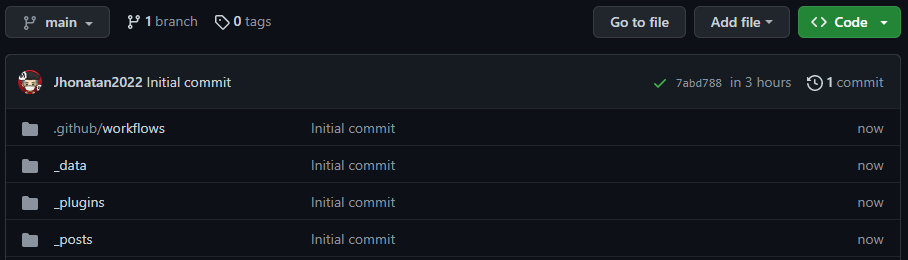 main 1 branch 0 tags Go to file Add file Code
Jhonatan2022 Initial commit 7abd788 in 3 hours 1 commit
.github/workflows Initial commit now
_data Initial commit now
_plugins Initial commit now
_posts Initial commit now